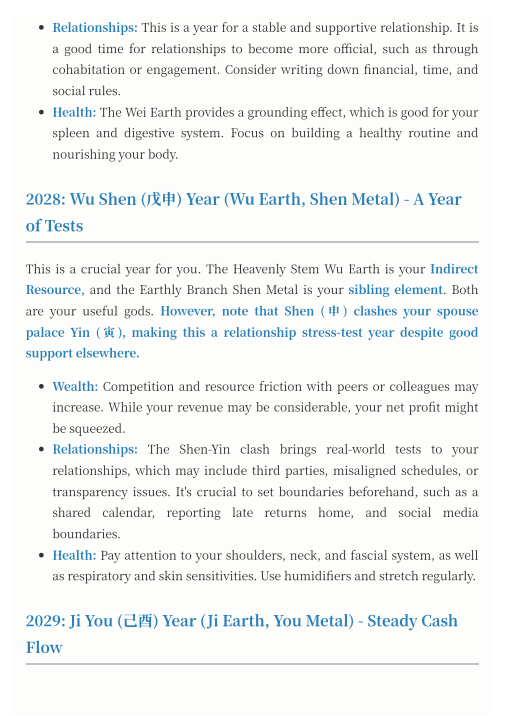 • Relationships: This is a year for a stable and supportive relationship. It is
a good time for relationships to become more official, such as through
cohabitation or engagement. Consider writing down financial, time, and
social rules.
• Health: The Wei Earth provides a grounding effect, which is good for your
spleen and digestive system. Focus on building a healthy routine and
nourishing your body.
2028: Wu Shen (戊申) Year (Wu Earth, Shen Metal) - A Year
of Tests
This is a crucial year for you. The Heavenly Stem Wu Earth is your Indirect
Resource, and the Earthly Branch Shen Metal is your sibling element. Both
are your useful gods. However, note that Shen (申) clashes your spouse
palace Yin (寅), making this a relationship stress-test year despite good
support elsewhere.
• Wealth: Competition and resource friction with peers or colleagues may
increase. While your revenue may be considerable, your net profit might
be squeezed.
• Relationships: The Shen-Yin clash brings real-world tests to your
relationships, which may include third parties, misaligned schedules, or
transparency issues. It's crucial to set boundaries beforehand, such as a
shared calendar, reporting late returns home, and social media
boundaries.
• Health: Pay attention to your shoulders, neck, and fascial system, as well
as respiratory and skin sensitivities. Use humidifiers and stretch regularly.
2029: Ji You (己酉) Year (Ji Earth, You Metal) - Steady Cash
Flow